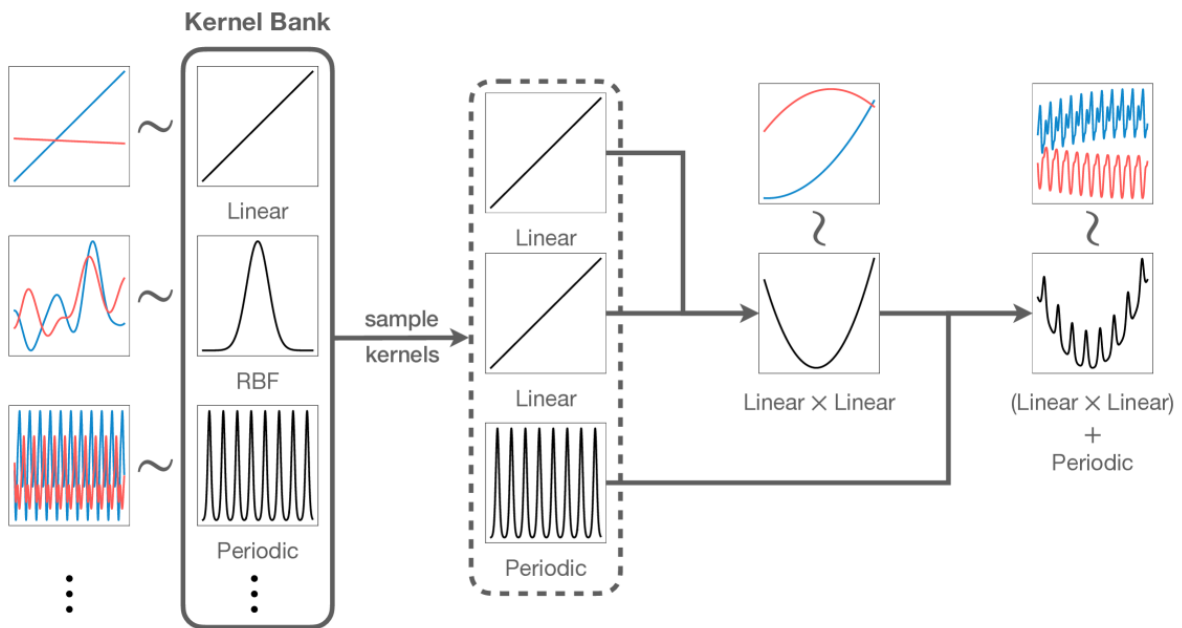 Kernel Bank
Linear
RBF
Periodic
sample
kernels
Linear
Linear
Periodic
Linear × Linear
(Linear × Linear)
+
Periodic